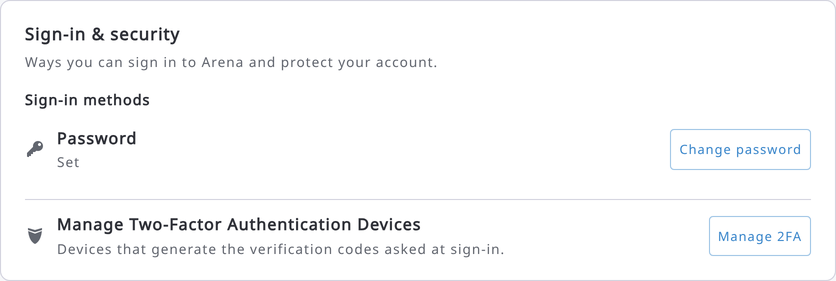 Sign-in & security
Ways you can sign in to Arena and protect your account.
Sign-in methods
Password
Set
Change password
Manage Two-Factor Authentication Devices
Devices that generate the verification codes asked at sign-in.
Manage 2FA